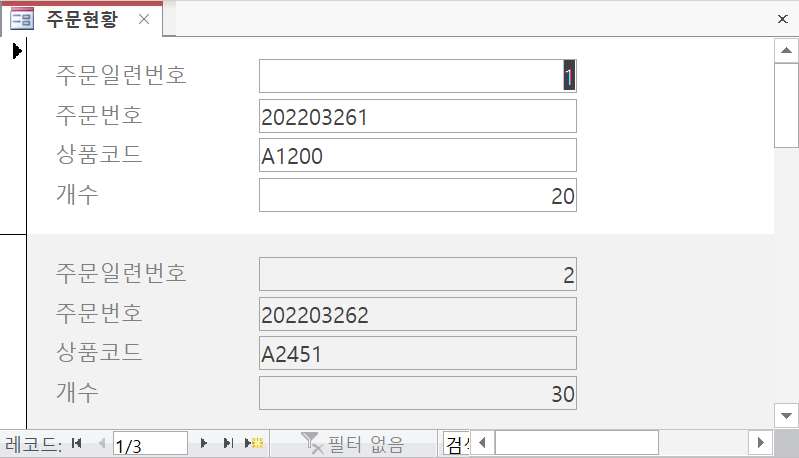 주문현황
주문일련번호 1
주문번호 202203261
상품코드 A1200
개수 20
주문일련번호 2
주문번호 202203262
상품코드 A2451
개수 30
레코드: 1/3 필터 없음